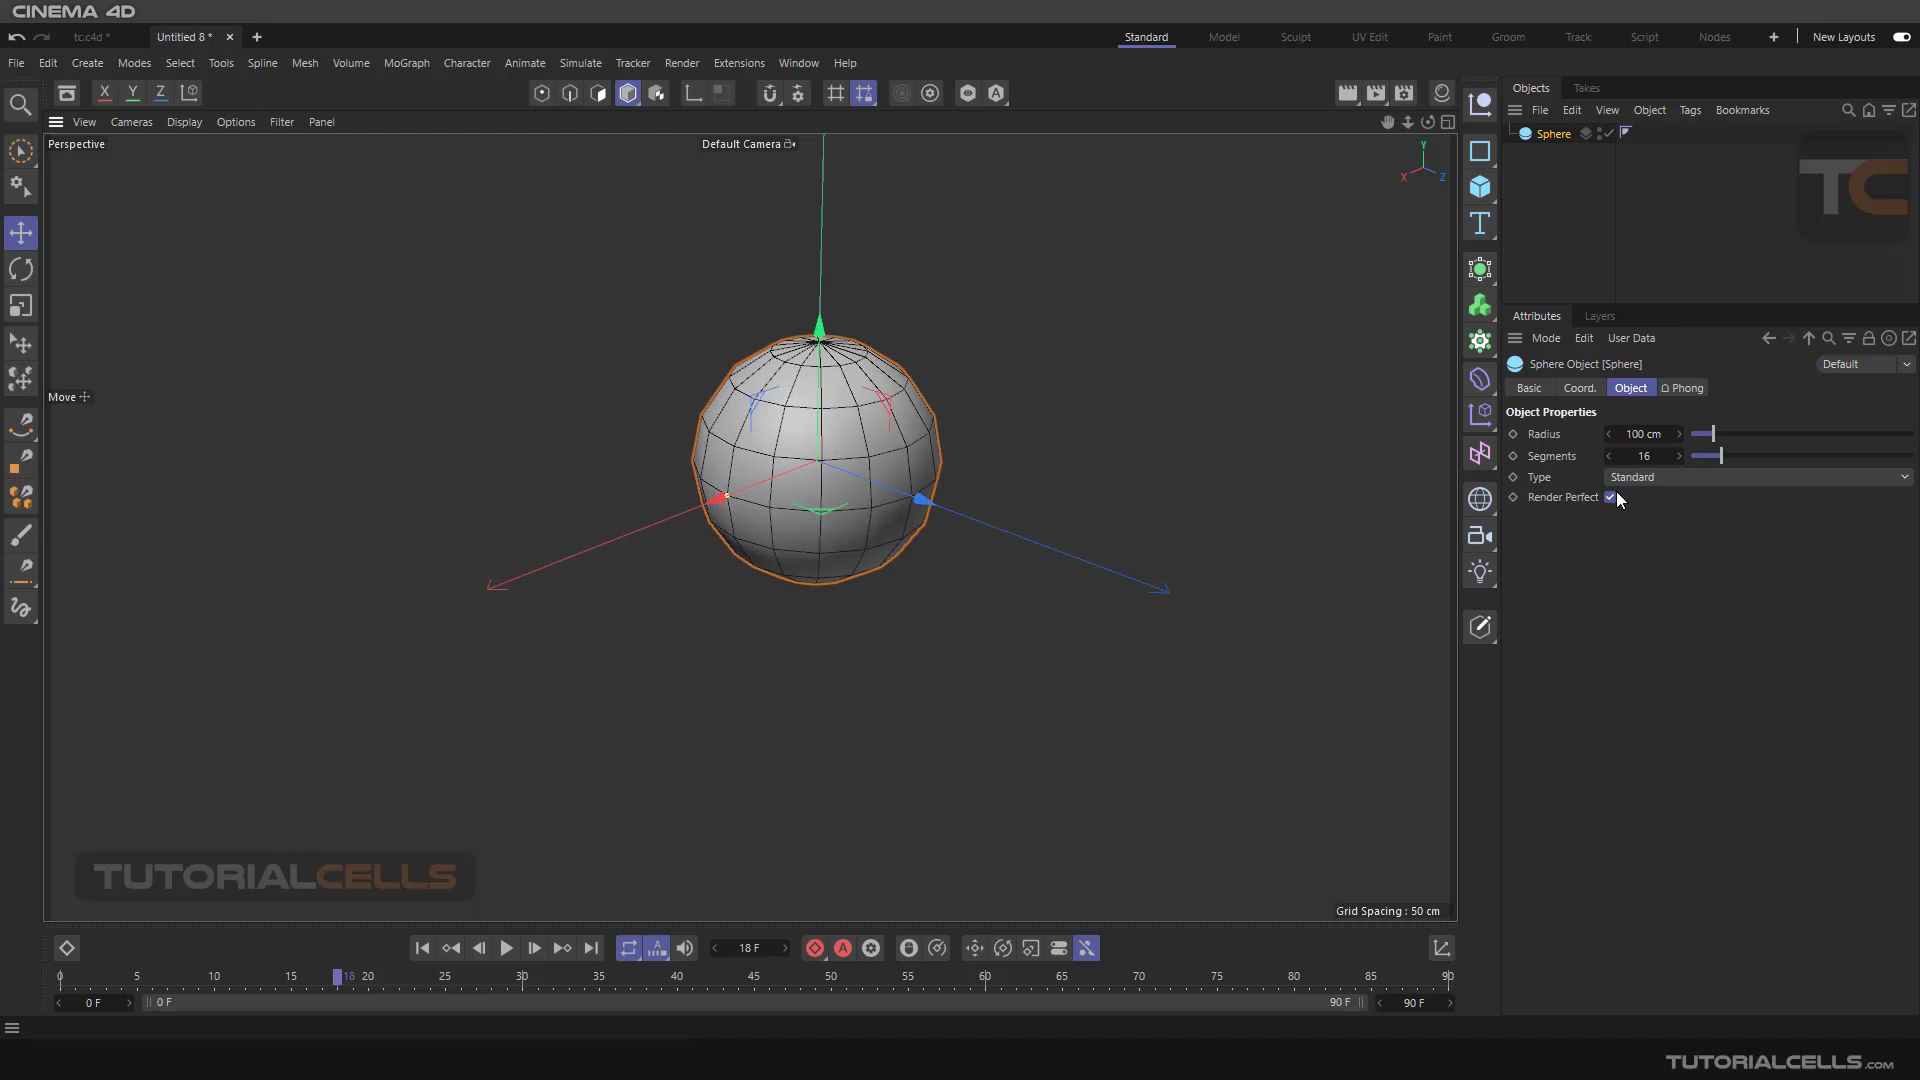 CINEMA 4D
tc.c4d *
Untitled 8 *
Standard
Model
Sculpt
UV Edit
Paint
Groom
Track
Script
Nodes
New Layouts
File Edit Create Modes Select Tools Spline Mesh Volume MoGraph Character Animate Simulate Tracker Render Extensions Window Help
X Y Z
View Cameras Display Options Filter Panel
Perspective
Default Camera
Y
X
Z
Move
Grid Spacing : 50 cm
Objects Takes
File Edit View Object Tags Bookmarks
Sphere
TC
Attributes Layers
Mode Edit User Data
Sphere Object [Sphere]
Default
Basic Coord. Object Phong
Object Properties
Radius 100 cm
Segments 16
Type Standard
Render Perfect
TUTORIALCELLS
18 F
0 5 10 15 18 20 25 30 35 40 45 50 55 60 65 70 75 80 85 90
0 F
0 F
90 F
90 F
TUTORIALCELLS.COM